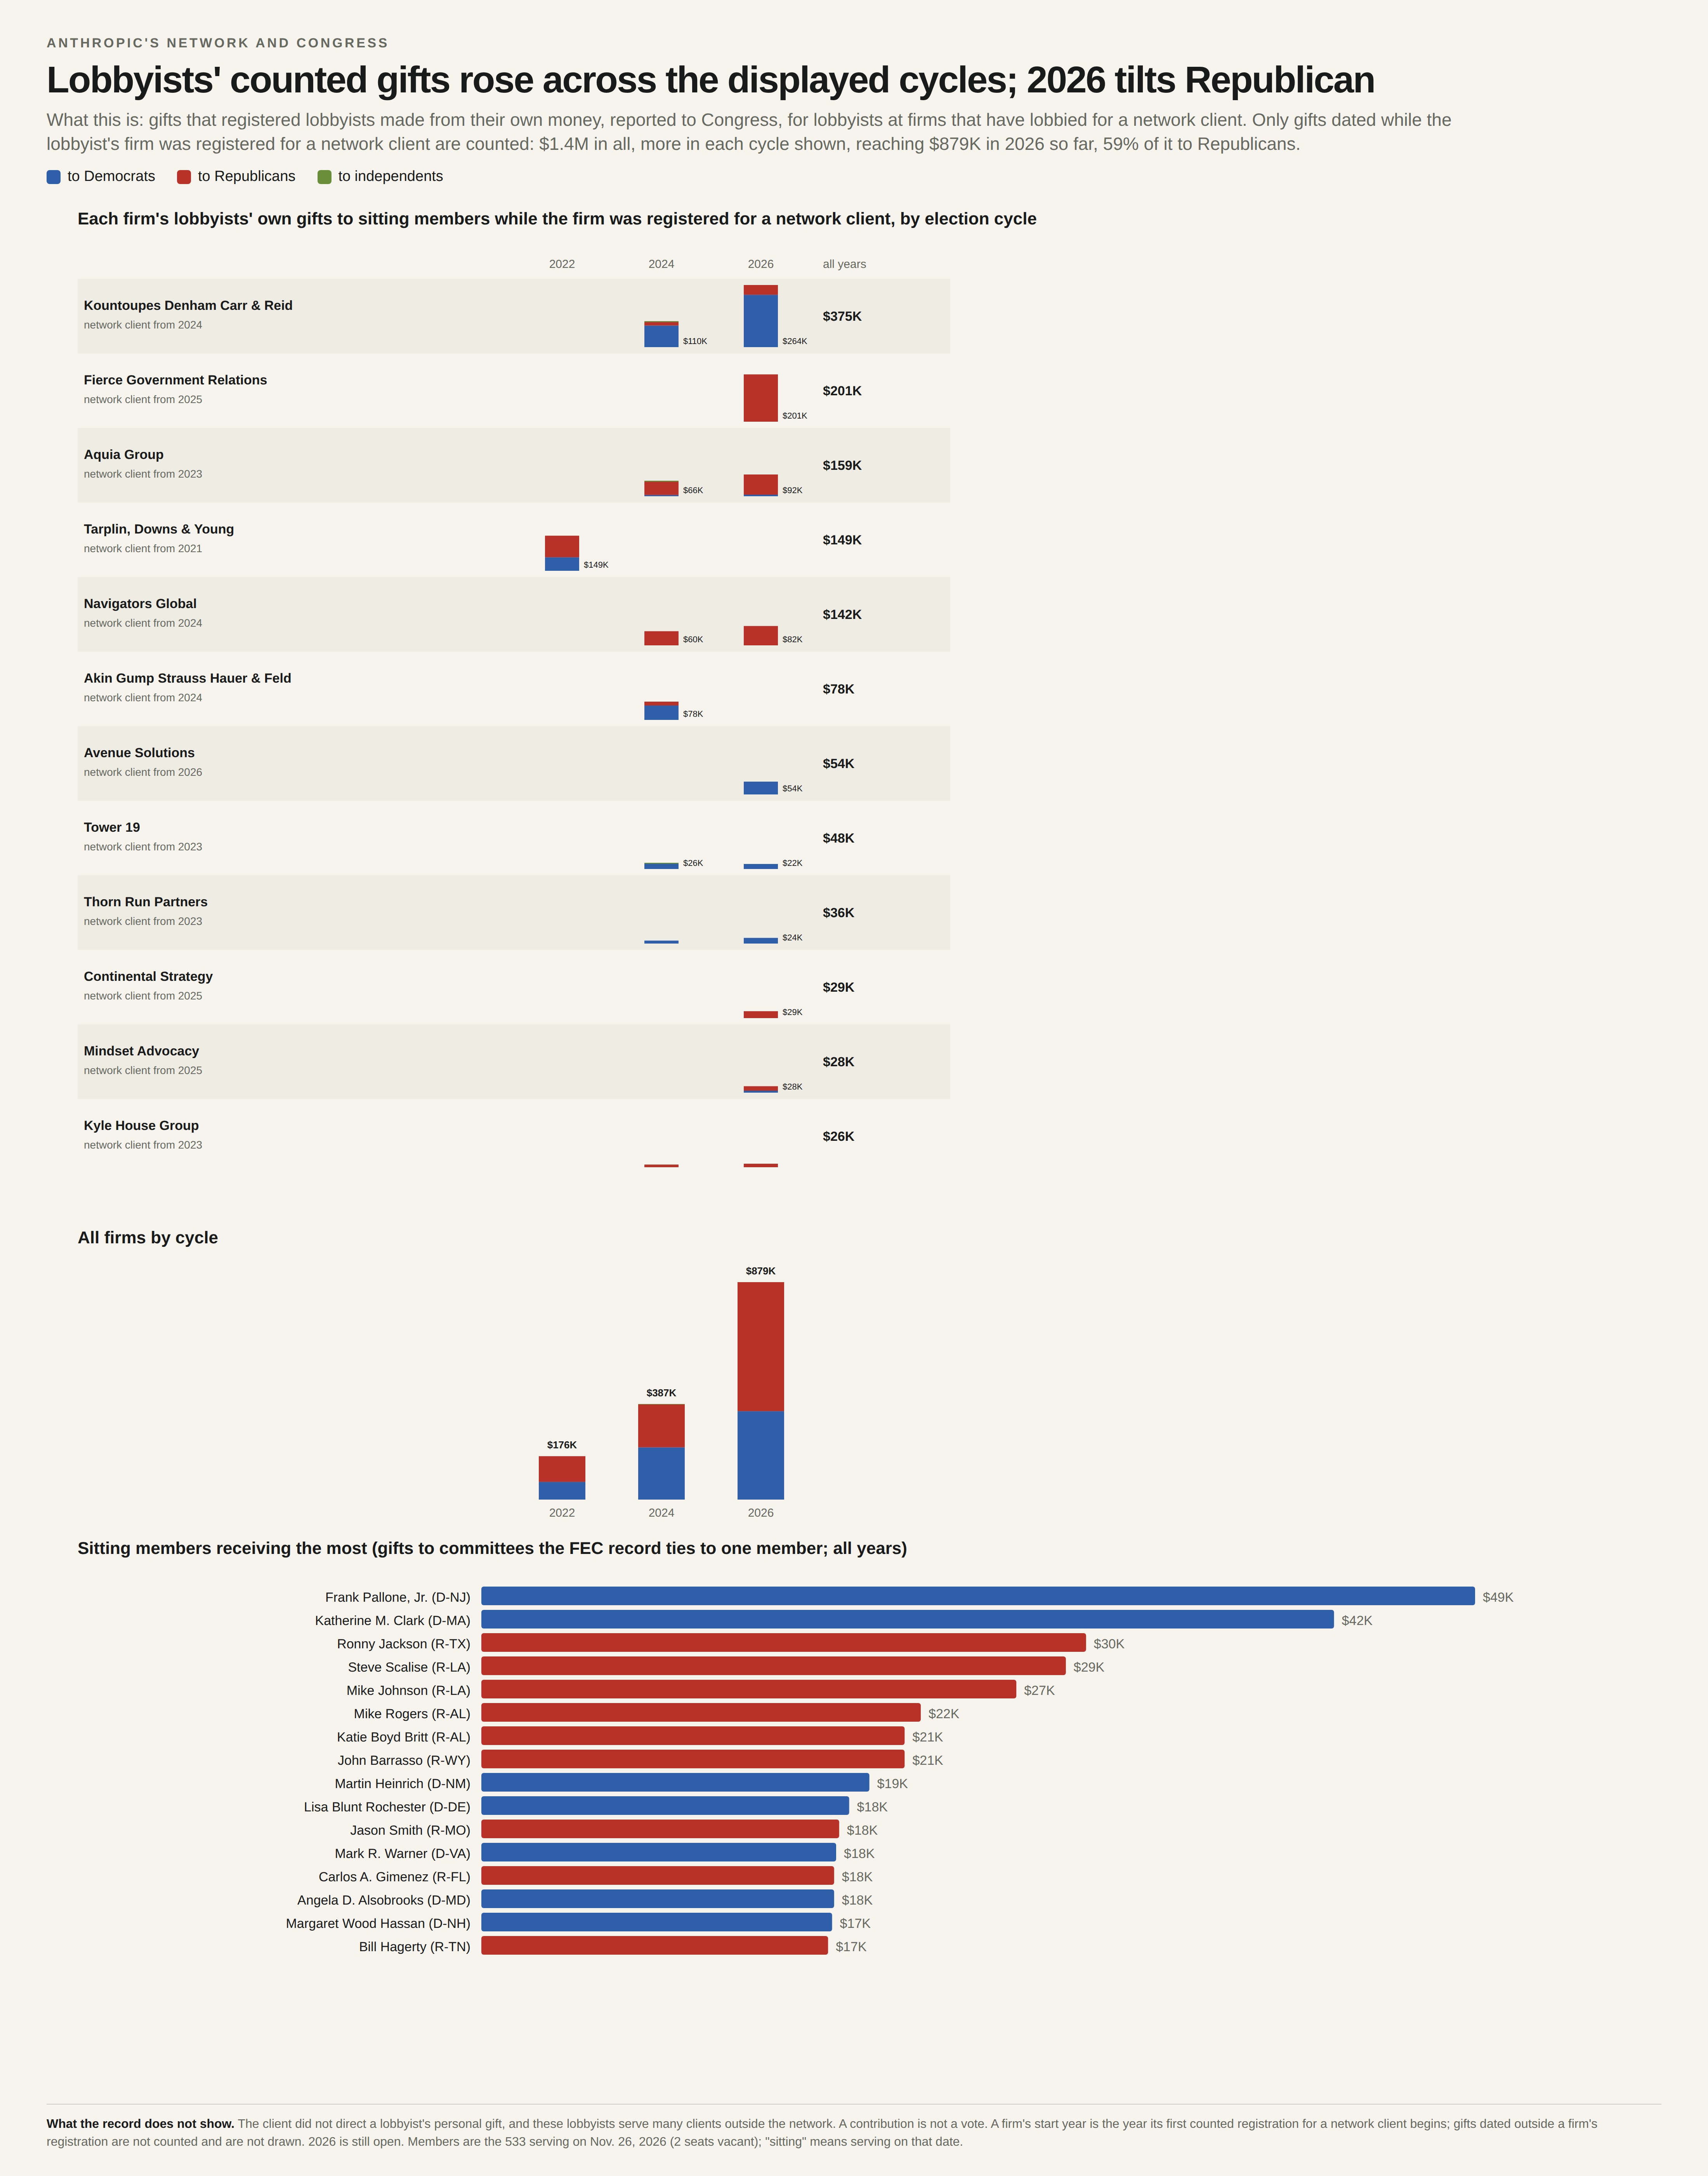 ANTHROPIC'S NETWORK AND CONGRESS
Lobbyists' counted gifts rose across the displayed cycles; 2026 tilts Republican
What this is: gifts that registered lobbyists made from their own money, reported to Congress, for lobbyists at firms that have lobbied for a network client. Only gifts dated while the
lobbyist's firm was registered for a network client are counted: $1.4M in all, more in each cycle shown, reaching $879K in 2026 so far, 59% of it to Republicans.
to Democrats to Republicans to independents
Each firm's lobbyists' own gifts to sitting members while the firm was registered for a network client, by election cycle
2022 2024 2026 all years
Kountoupes Denham Carr & Reid
network client from 2024
$110K $264K $375K
Fierce Government Relations
network client from 2025
$201K $201K
Aquia Group
network client from 2023
$66K $92K $159K
Tarplin, Downs & Young
network client from 2021
$149K $149K
Navigators Global
network client from 2024
$60K $82K $142K
Akin Gump Strauss Hauer & Feld
network client from 2024
$78K $78K
Avenue Solutions
network client from 2026
$54K $54K
Tower 19
network client from 2023
$26K $22K $48K
Thorn Run Partners
network client from 2023
$24K $36K
Continental Strategy
network client from 2025
$29K $29K
Mindset Advocacy
network client from 2025
$28K $28K
Kyle House Group
network client from 2023
$26K
All firms by cycle
$879K
$387K
$176K
2022 2024 2026
Sitting members receiving the most (gifts to committees the FEC record ties to one member; all years)
Frank Pallone, Jr. (D-NJ) $49K
Katherine M. Clark (D-MA) $42K
Ronny Jackson (R-TX) $30K
Steve Scalise (R-LA) $29K
Mike Johnson (R-LA) $27K
Mike Rogers (R-AL) $22K
Katie Boyd Britt (R-AL) $21K
John Barrasso (R-WY) $21K
Martin Heinrich (D-NM) $19K
Lisa Blunt Rochester (D-DE) $18K
Jason Smith (R-MO) $18K
Mark R. Warner (D-VA) $18K
Carlos A. Gimenez (R-FL) $18K
Angela D. Alsobrooks (D-MD) $18K
Margaret Wood Hassan (D-NH) $17K
Bill Hagerty (R-TN) $17K
What the record does not show. The client did not direct a lobbyist's personal gift, and these lobbyists serve many clients outside the network. A contribution is not a vote. A firm's start year is the year its first counted registration for a network client begins; gifts dated outside a firm's
registration are not counted and are not drawn. 2026 is still open. Members are the 533 serving on Nov. 26, 2026 (2 seats vacant); "sitting" means serving on that date.